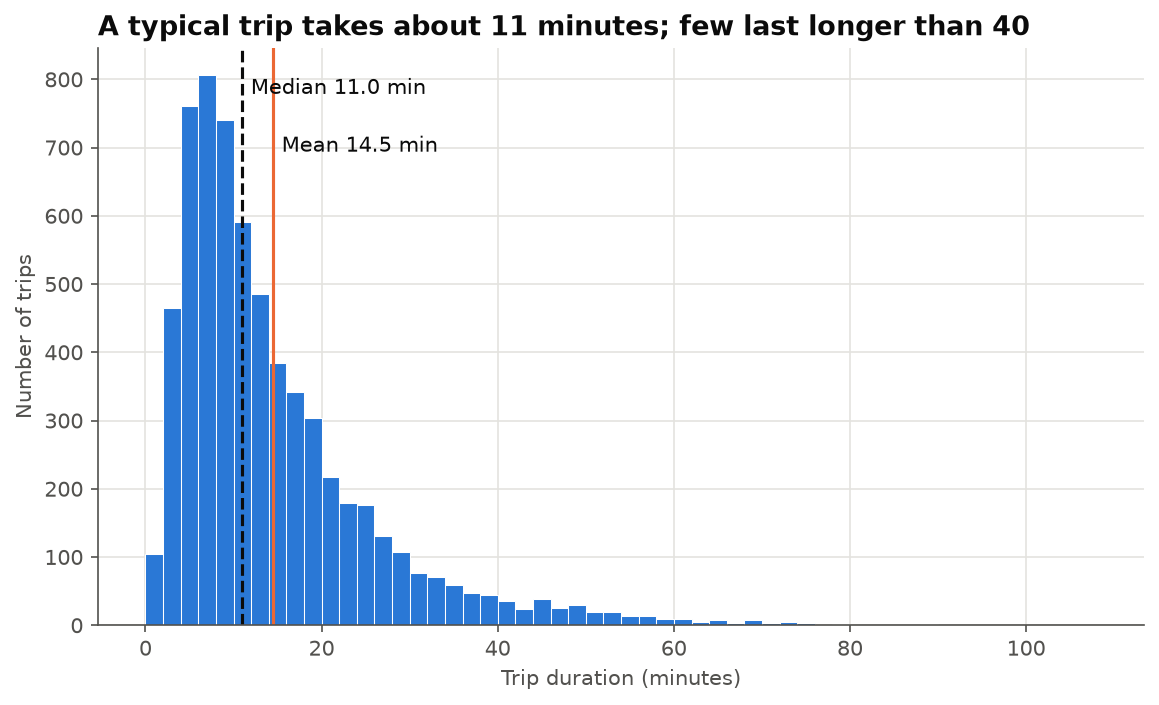 A typical trip takes about 11 minutes; few last longer than 40
Median 11.0 min
Mean 14.5 min
Number of trips
800
700
600
500
400
300
200
100
0
0 20 40 60 80 100
Trip duration (minutes)